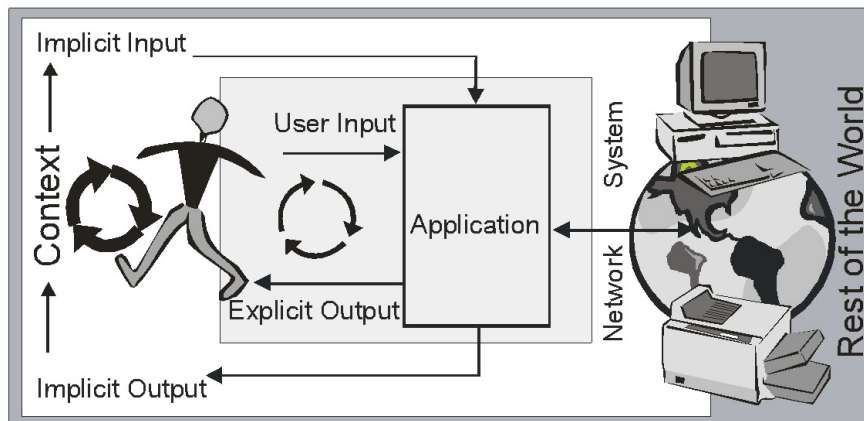 Implicit Input
User Input
Context
Application
System
Network
Rest of the World
Explicit Output
Implicit Output